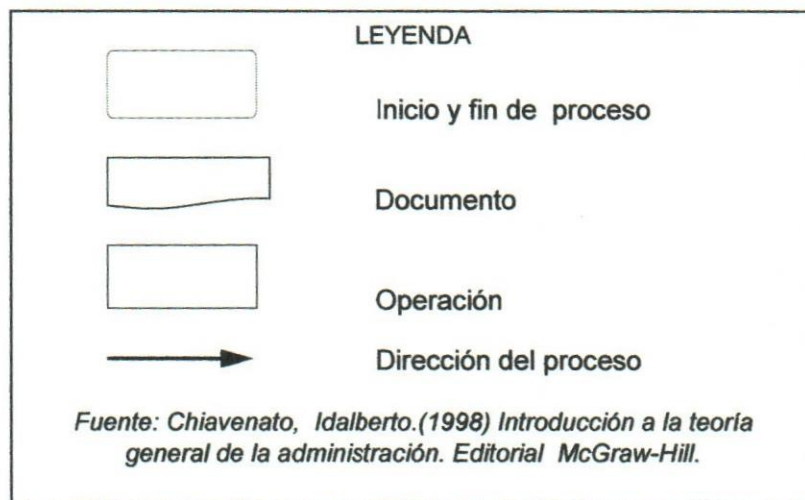 LEYENDA
Inicio y fin de proceso
Documento
Operación
Dirección del proceso
Fuente: Chiavenato, Idalberto.(1998) Introducción a la teoría
general de la administración. Editorial McGraw-Hill.